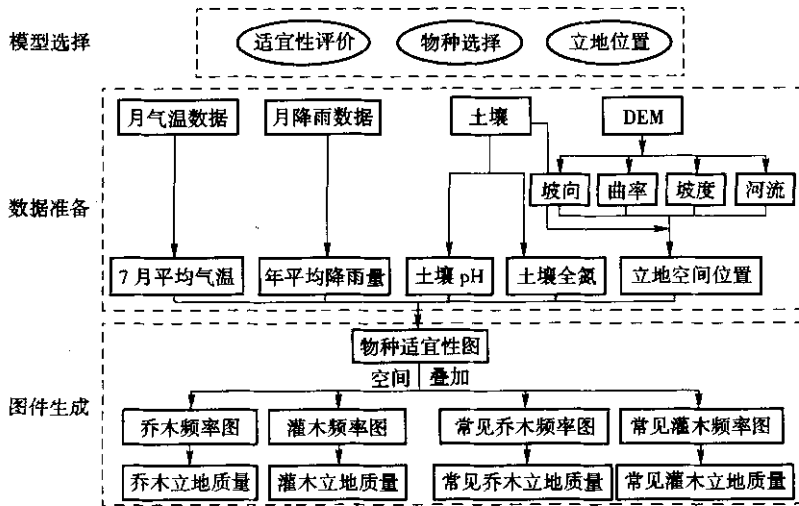 模型选择
适宜性评价
物种选择
立地位置
月气温数据
月降雨数据
土壤
DEM
坡向
曲率
坡度
河流
数据准备
7月平均气温
年平均降雨量
土壤 pH
土壤全氮
立地空间位置
物种适宜性图
空间 叠加
图件生成
乔木频率图
灌木频率图
常见乔木频率图
常见灌木频率图
乔木立地质量
灌木立地质量
常见乔木立地质量
常见灌木立地质量